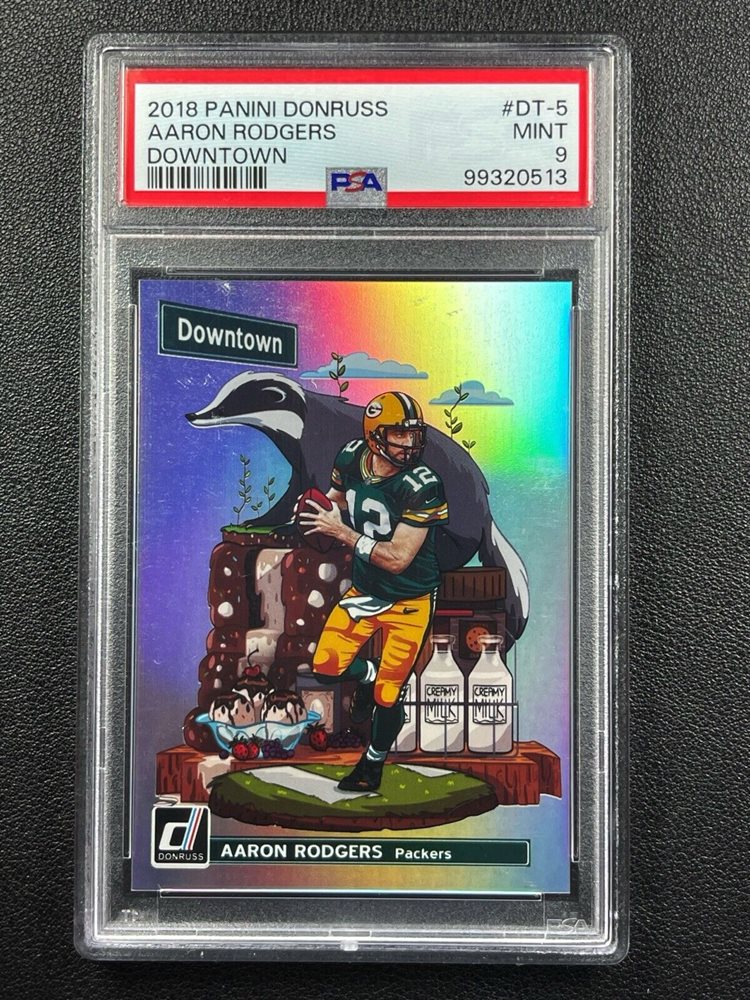 2018 PANINI DONRUSS #DT-5
AARON RODGERS MINT
DOWNTOWN 9
PSA 99320513
Downtown
G
12
12
CREAMY MILK
CREAMY MILK
DONRUSS
AARON RODGERS Packers
PSA